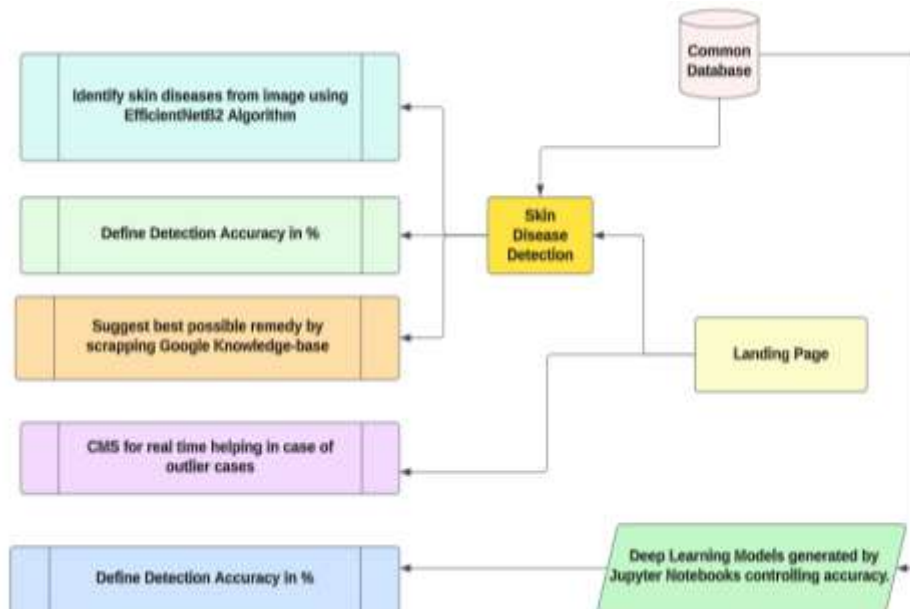 Common
Database
Identify skin diseases from image using
EfficientNetB2 Algorithm
Skin
Disease
Detection
Define Detection Accuracy in %
Suggest best possible remedy by
scrapping Google Knowledge-base
Landing Page
CMS for real time helping in case of
outlier cases
Deep Learning Models generated by
Jupyter Notebooks controlling accuracy.
Define Detection Accuracy in %